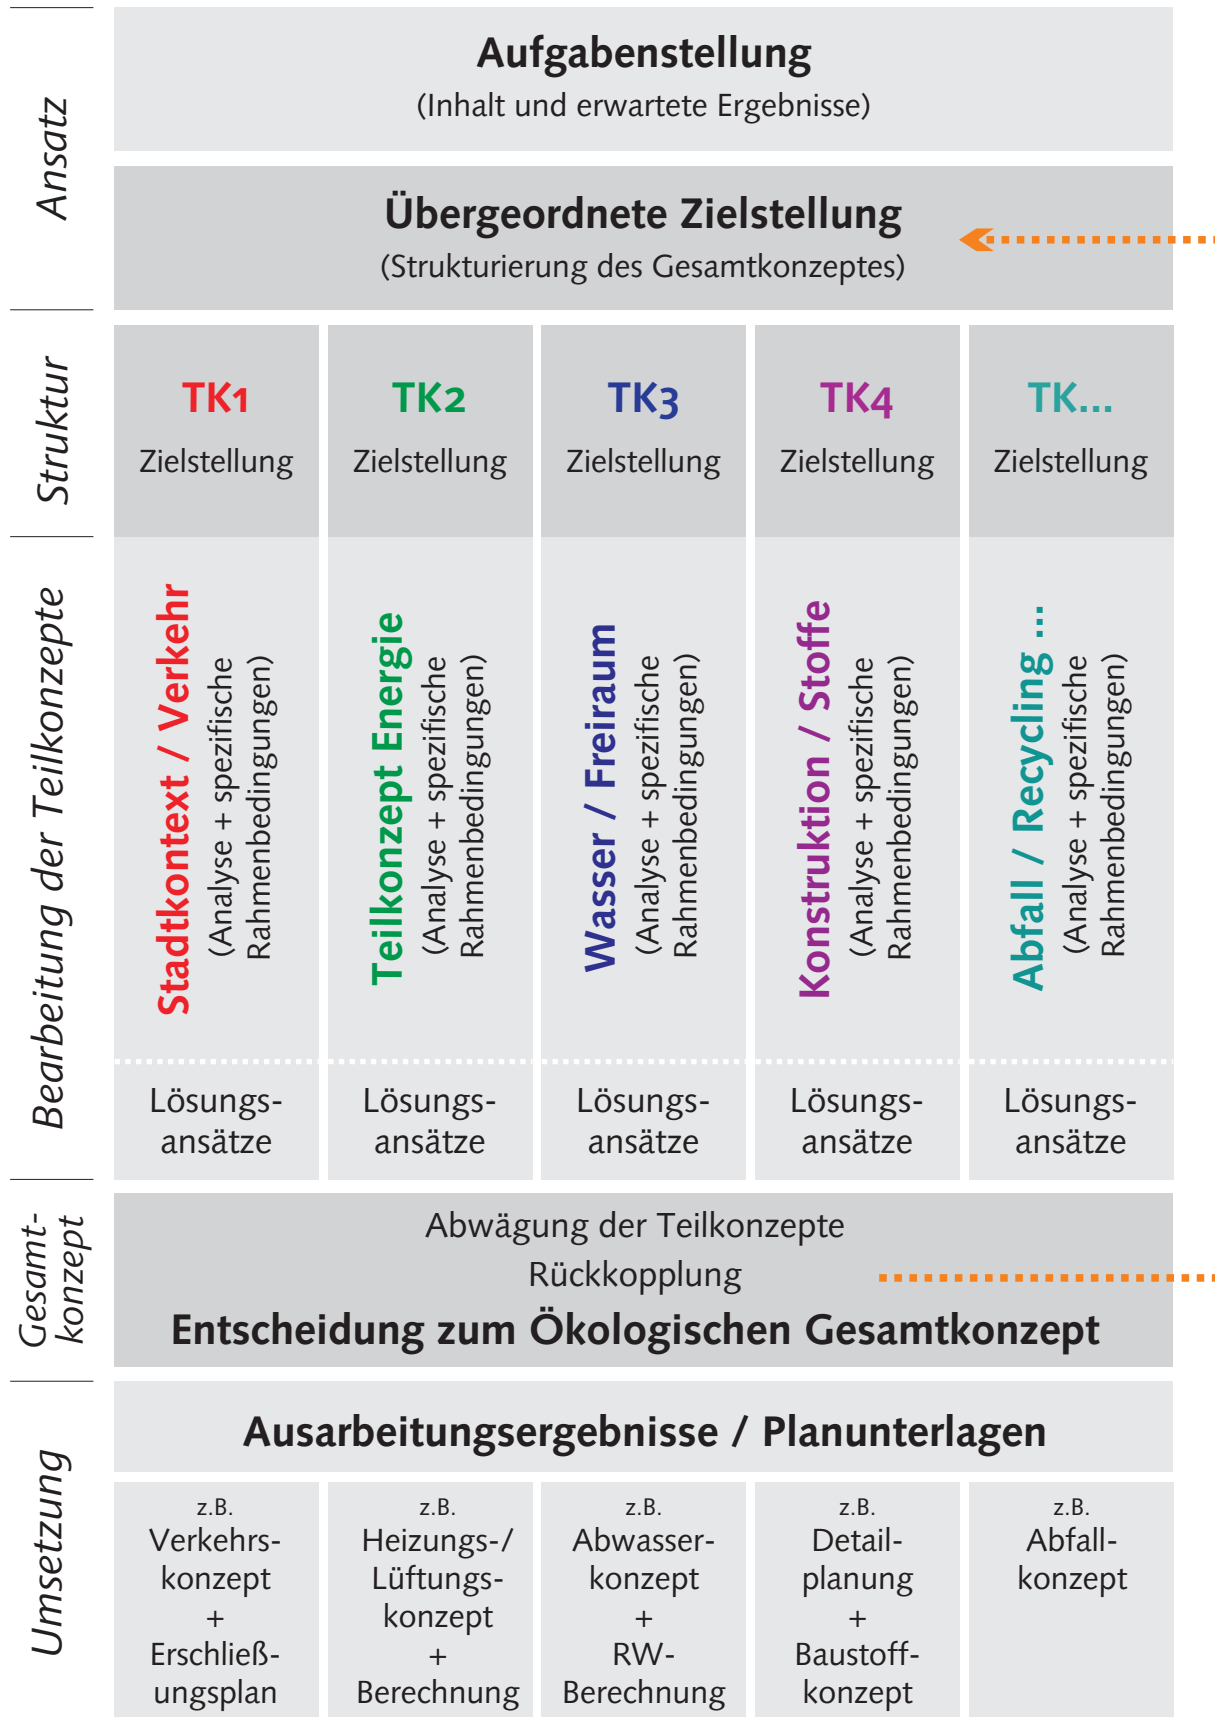 Ansatz
Aufgabenstellung
(Inhalt und erwartete Ergebnisse)
Übergeordnete Zielstellung
(Strukturierung des Gesamtkonzeptes)
Struktur
TK1
Zielstellung
TK2
Zielstellung
TK3
Zielstellung
TK4
Zielstellung
TK...
Zielstellung
Bearbeitung der Teilkonzepte
Stadtkontext / Verkehr
(Analyse + spezifische
Rahmenbedingungen)
Lösungs-
ansätze
Teilkonzept Energie
(Analyse + spezifische
Rahmenbedingungen)
Lösungs-
ansätze
Wasser / Freiraum
(Analyse + spezifische
Rahmenbedingungen)
Lösungs-
ansätze
Konstruktion / Stoffe
(Analyse + spezifische
Rahmenbedingungen)
Lösungs-
ansätze
Abfall / Recycling ...
(Analyse + spezifische
Rahmenbedingungen)
Lösungs-
ansätze
Gesamt-
konzept
Abwägung der Teilkonzepte
Rückkopplung
Entscheidung zum Ökologischen Gesamtkonzept
Umsetzung
Ausarbeitungsergebnisse / Planunterlagen
z.B.
Verkehrs-
konzept
+
Erschließ-
ungsplan
z.B.
Heizungs-/
Lüftungs-
konzept
+
Berechnung
z.B.
Abwasser-
konzept
+
RW-
Berechnung
z.B.
Detail-
planung
+
Baustoff-
konzept
z.B.
Abfall-
konzept